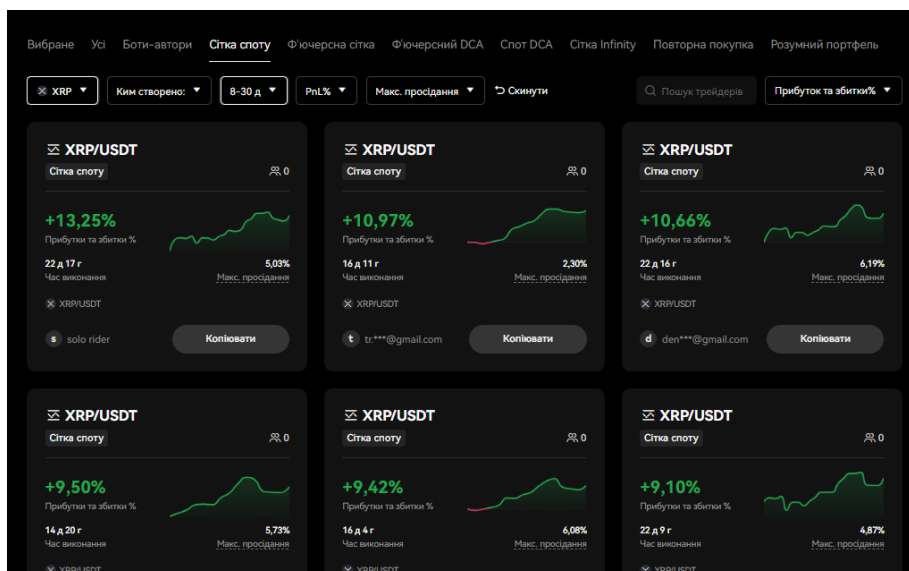 Вибране Усі Боти-автори Сітка споту Ф'ючерсна сітка Ф'ючерсний DCA Спот DCA Сітка Infinity Повторна покупка Розумний портфель
XRP Ким створено: 8-30 д PnL% Макс. просідання Скинути Пошук трейдерів Прибуток та збитки%
XRP/USDT
Сітка споту 0
+13,25%
Прибутки та збитки %
22 д 17 г 5,03%
Час виконання Макс. просідання
XRP/USDT
s solo rider Копіювати
XRP/USDT
Сітка споту 0
+10,97%
Прибутки та збитки %
16 д 11 г 2,30%
Час виконання Макс. просідання
XRP/USDT
t tr.***@gmail.com Копіювати
XRP/USDT
Сітка споту 0
+10,66%
Прибутки та збитки %
22 д 16 г 6,19%
Час виконання Макс. просідання
XRP/USDT
d den***@gmail.com Копіювати
XRP/USDT
Сітка споту 0
+9,50%
Прибутки та збитки %
14 д 20 г 5,73%
Час виконання Макс. просідання
XRP/USDT
XRP/USDT
Сітка споту 0
+9,42%
Прибутки та збитки %
16 д 4 г 6,08%
Час виконання Макс. просідання
XRP/USDT
XRP/USDT
Сітка споту 0
+9,10%
Прибутки та збитки %
22 д 9 г 4,87%
Час виконання Макс. просідання
XRP/USDT